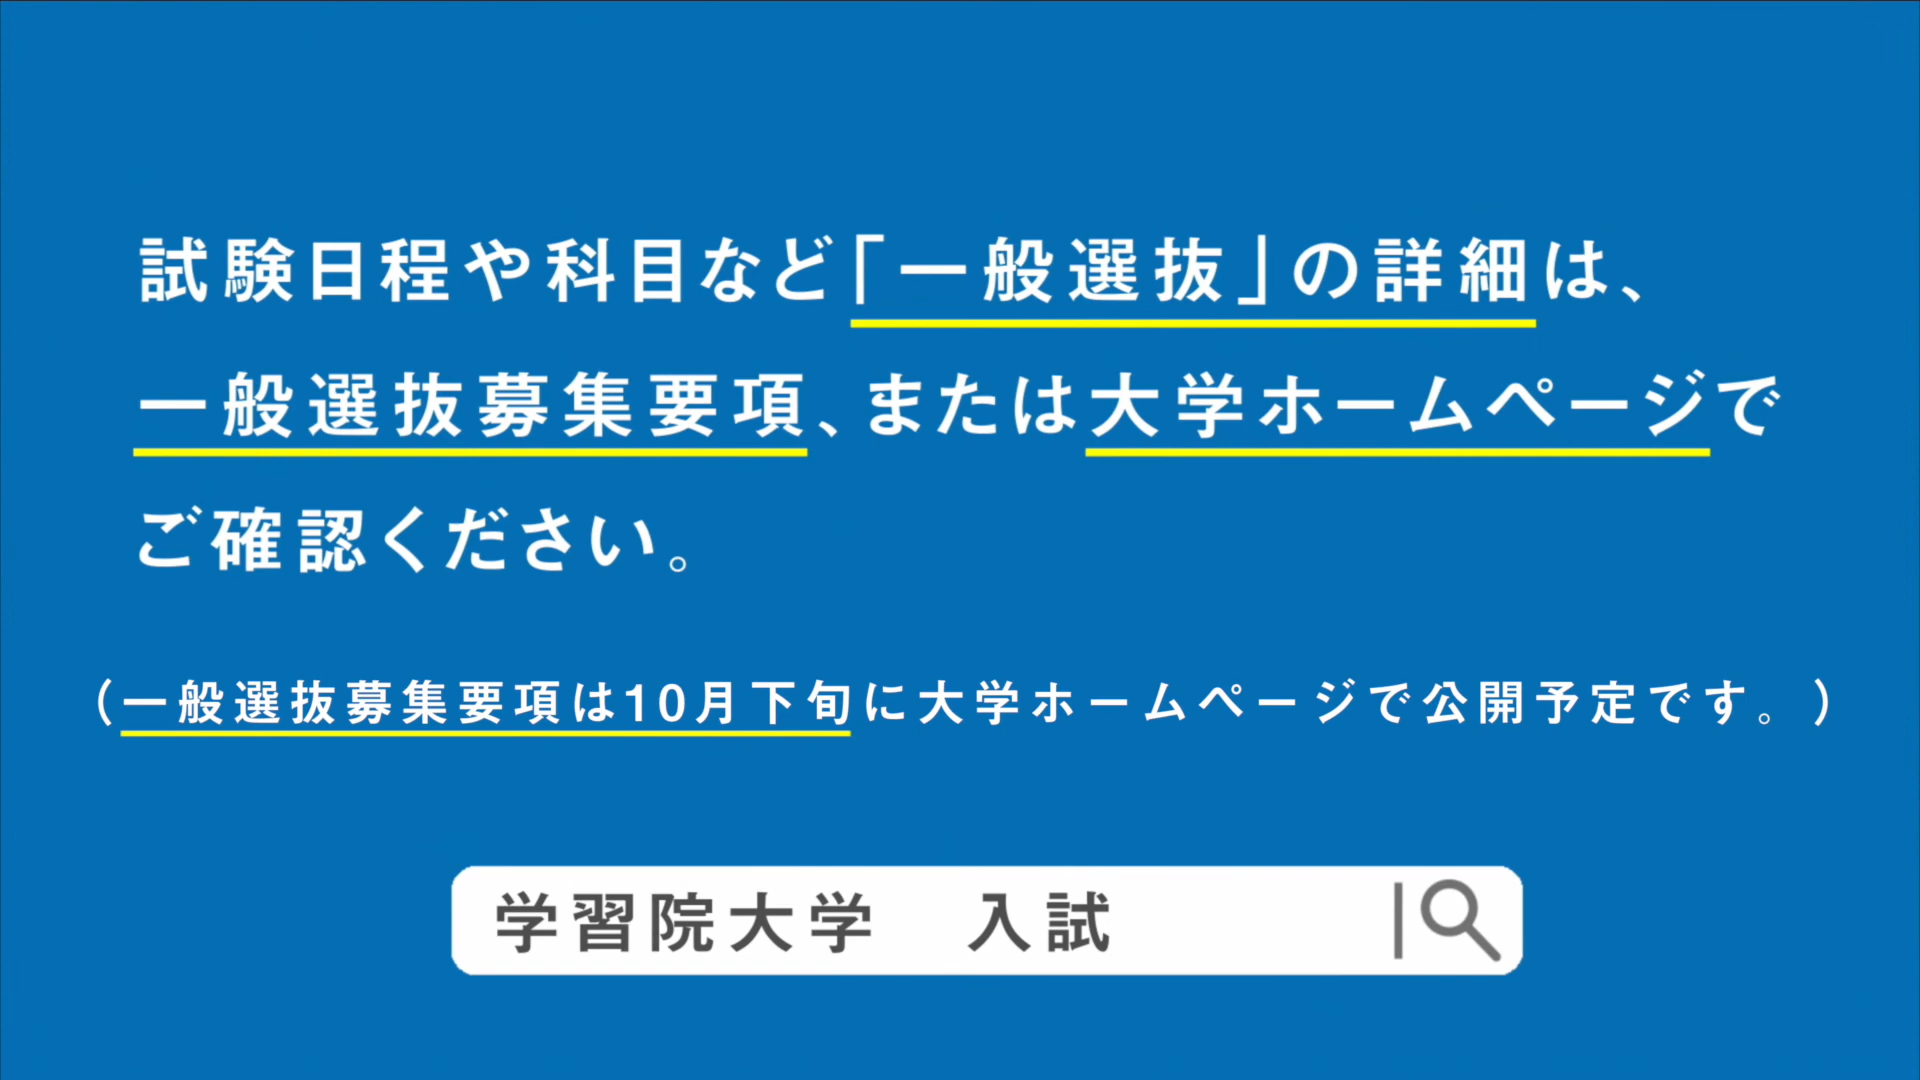 試験日程や科目など「一般選抜」の詳細は、
一般選抜募集要項、または大学ホームページで
ご確認ください。
（一般選抜募集要項は10月下旬に大学ホームページで公開予定です。）
学習院大学　入試